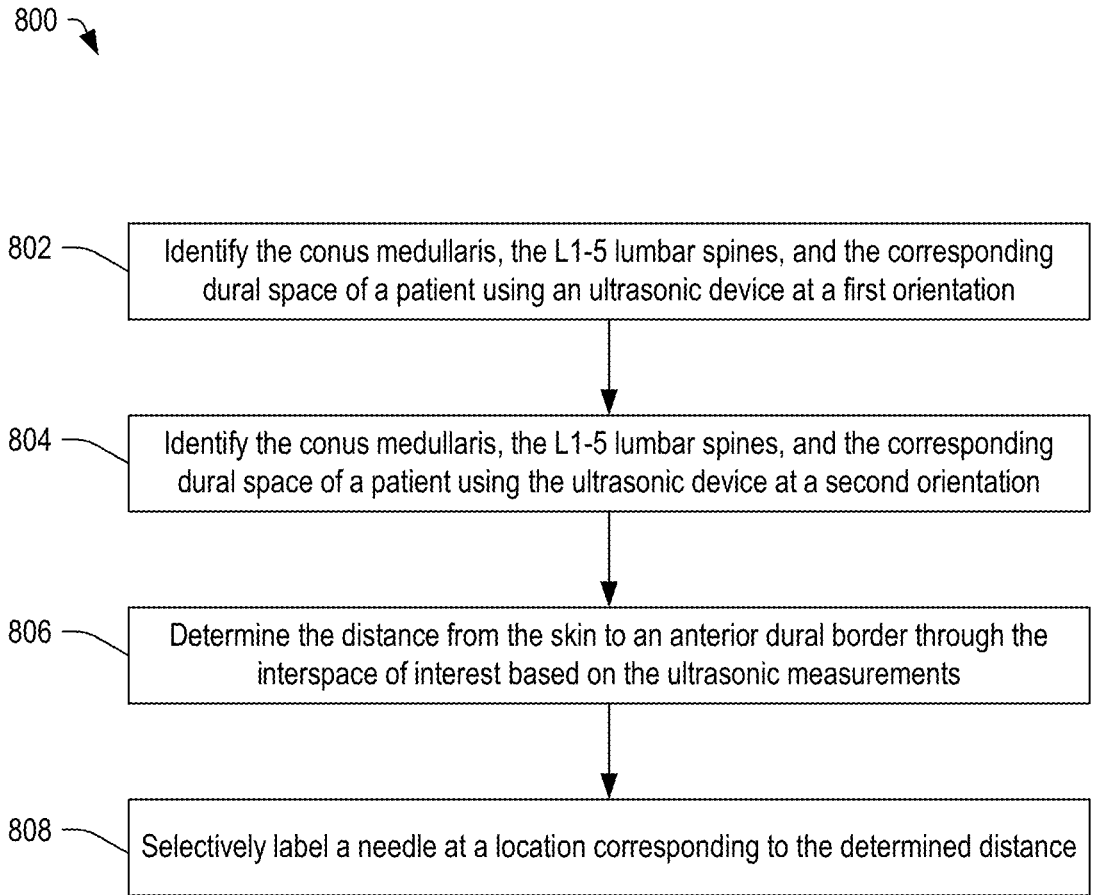 800
802
Identify the conus medullaris, the L1-5 lumbar spines, and the corresponding
dural space of a patient using an ultrasonic device at a first orientation
804
Identify the conus medullaris, the L1-5 lumbar spines, and the corresponding
dural space of a patient using the ultrasonic device at a second orientation
806
Determine the distance from the skin to an anterior dural border through the
interspace of interest based on the ultrasonic measurements
808
Selectively label a needle at a location corresponding to the determined distance